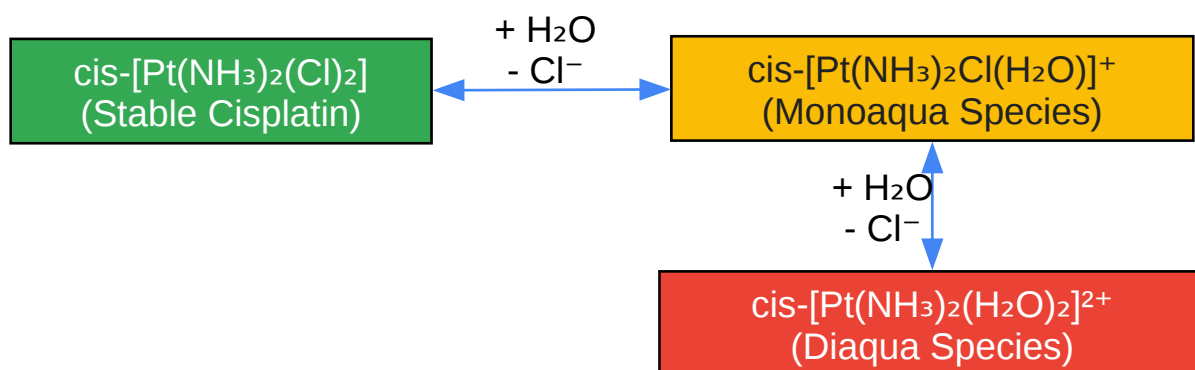 + H₂O
- Cl⁻
cis-[Pt(NH₃)₂(Cl)₂]
(Stable Cisplatin)
cis-[Pt(NH₃)₂Cl(H₂O)]⁺
(Monoaqua Species)
+ H₂O
- Cl⁻
cis-[Pt(NH₃)₂(H₂O)₂]²⁺
(Diaqua Species)